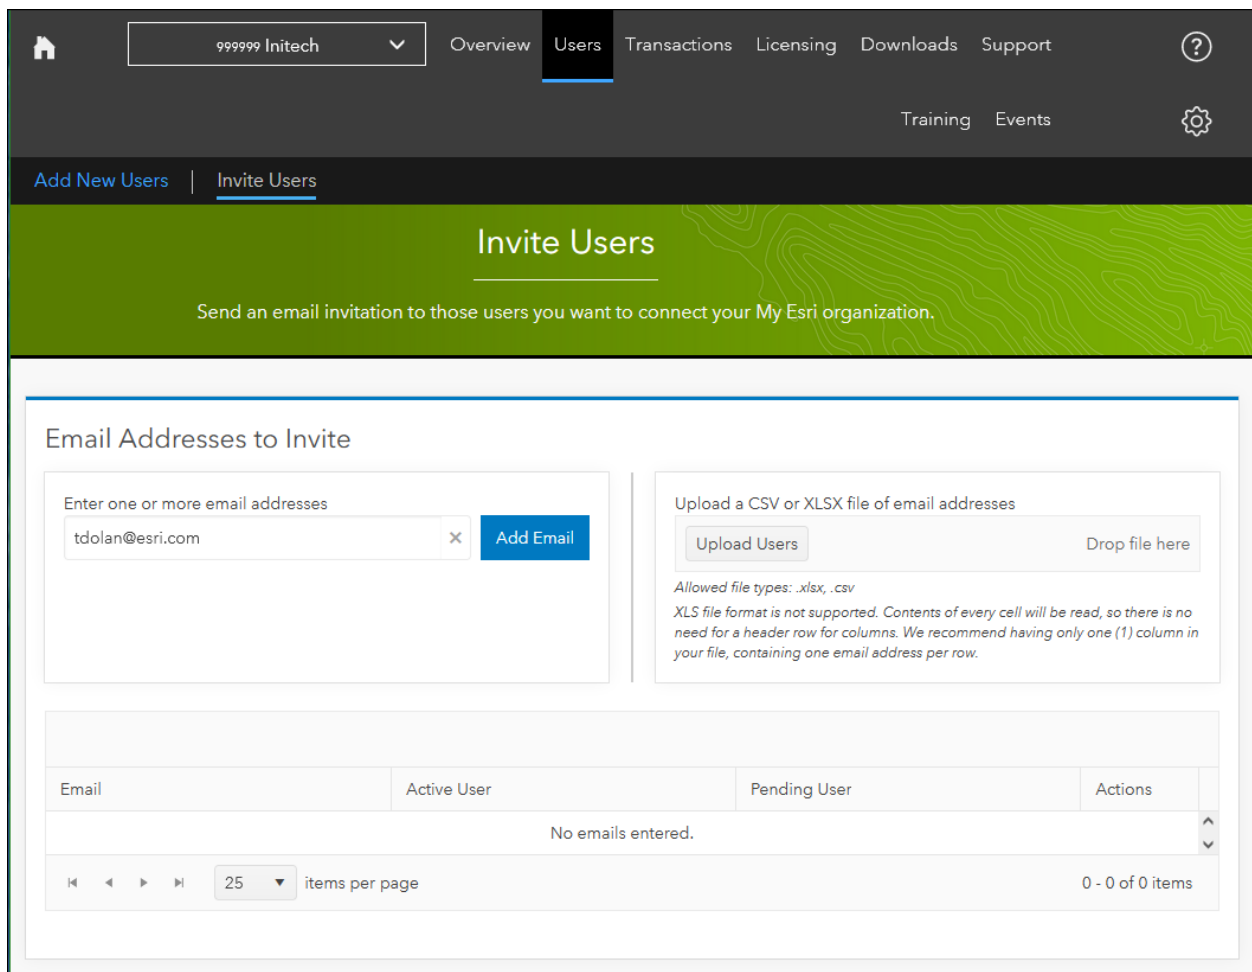 999999 Initech
Overview Users Transactions Licensing Downloads Support
Training Events
Add New Users | Invite Users
Invite Users
Send an email invitation to those users you want to connect your My Esri organization.
Email Addresses to Invite
Enter one or more email addresses
tdolan@esri.com
Add Email
Upload a CSV or XLSX file of email addresses
Upload Users Drop file here
Allowed file types: .xlsx, .csv
XLS file format is not supported. Contents of every cell will be read, so there is no
need for a header row for columns. We recommend having only one (1) column in
your file, containing one email address per row.
Email Active User Pending User Actions
No emails entered.
25 items per page 0 - 0 of 0 items